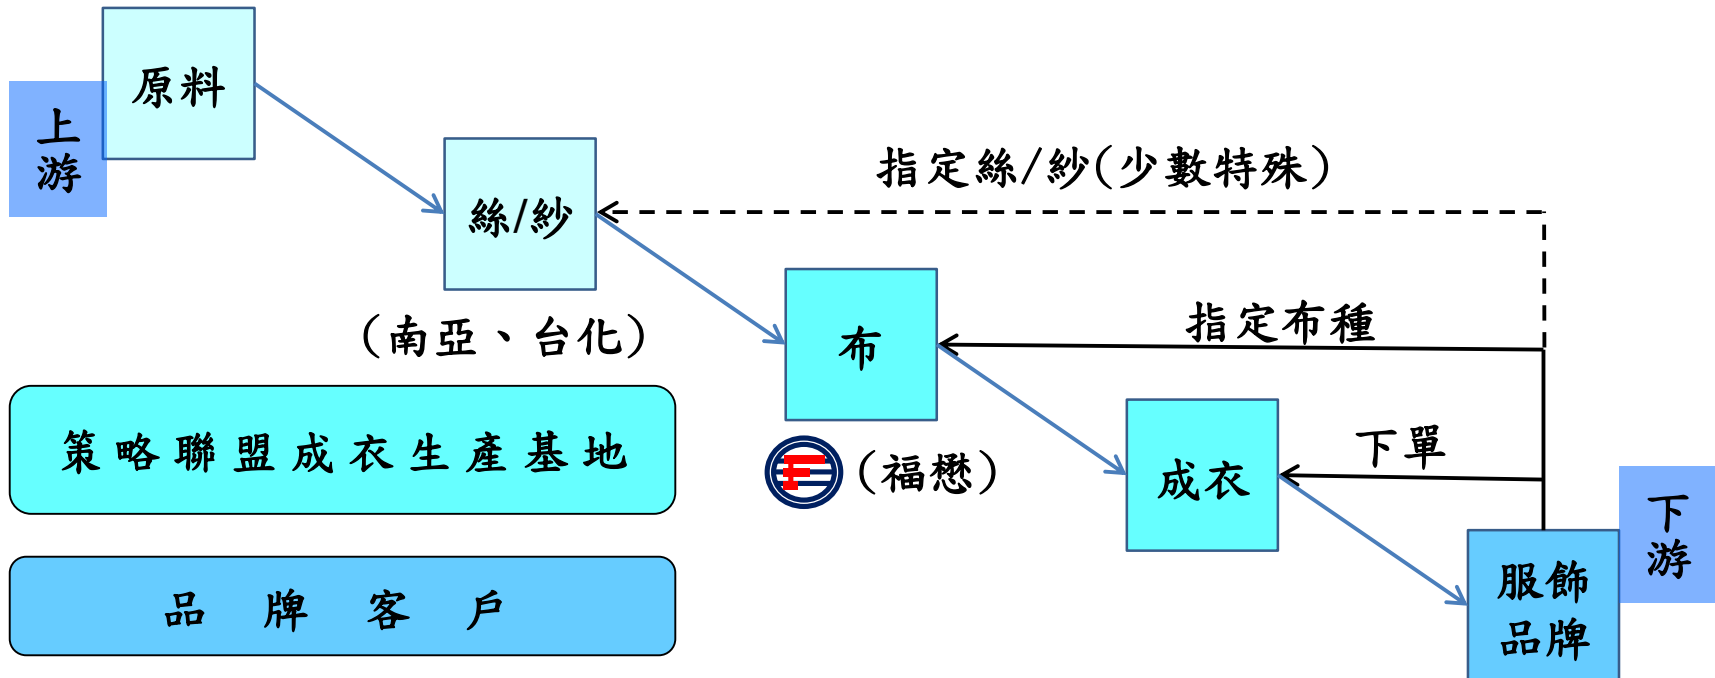 原料
上
游
指定絲/紗(少數特殊)
絲/紗
(南亞、台化)
指定布種
布
策略聯盟成衣生產基地
下單
(福懋)
成衣
下
游
品牌客戶
服飾
品牌